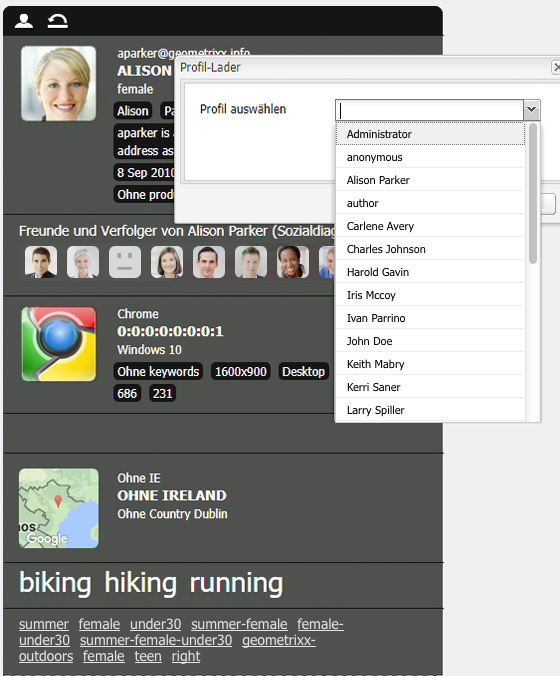 aparker@geometrixx.info
ALISON
female
Alison
aparker is
address as
8 Sep 2010
Ohne prod
Profil-Lader
Profil auswählen
Administrator
anonymous
Alison Parker
author
Carlene Avery
Charles Johnson
Harold Gavin
Iris Mccoy
Ivan Parrino
John Doe
Keith Mabry
Kerri Saner
Larry Spiller
Freunde und Verfolger von Alison Parker (Sozialdiag
Chrome
0:0:0:0:0:0:0:1
Windows 10
Ohne keywords 1600x900 Desktop
686 231
Google
Ohne IE
OHNE IRELAND
Ohne Country Dublin
biking hiking running
summer female under30 summer-female female-
under30 summer-female-under30 geometrixx-
outdoors female teen right